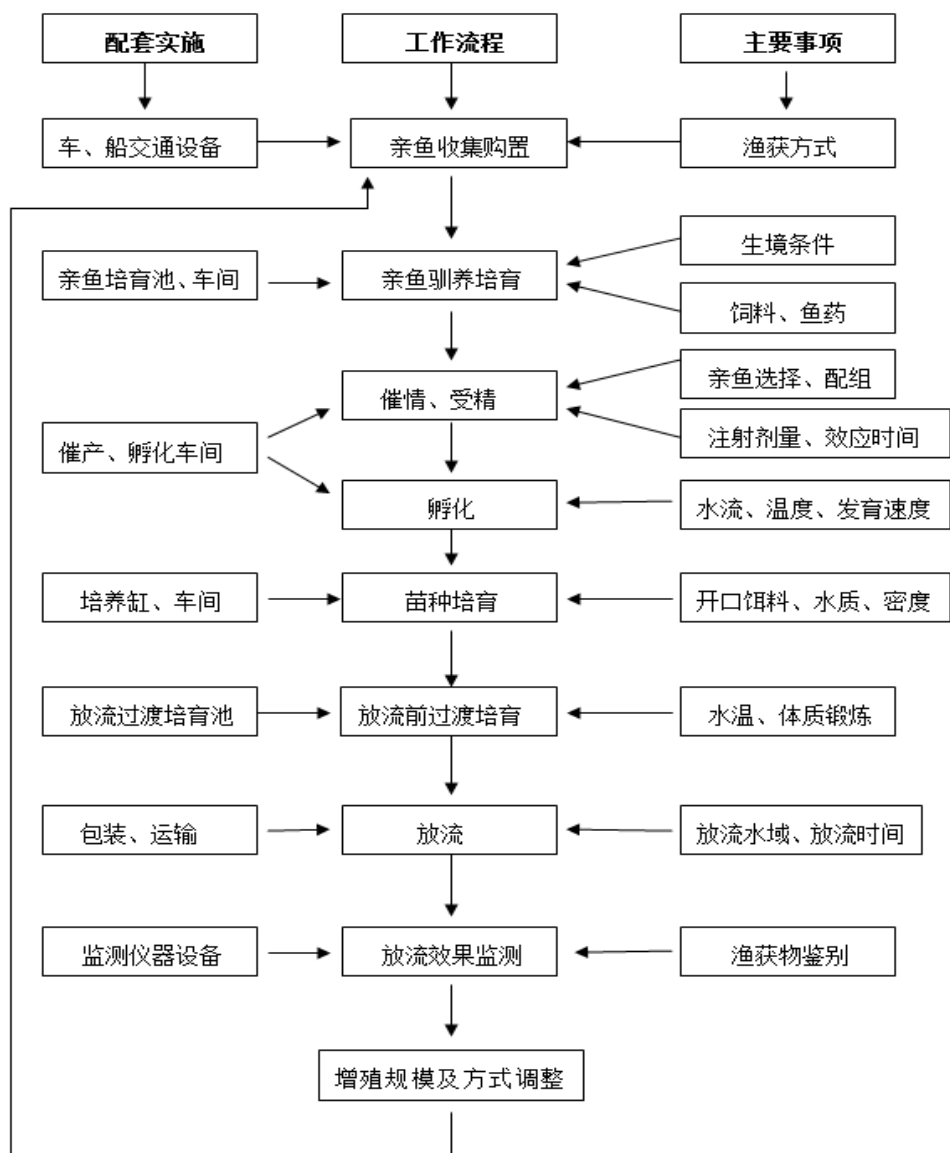 配套实施
工作流程
主要事项
车、船交通设备
亲鱼收集购置
渔获方式
生境条件
亲鱼培育池、车间
亲鱼驯养培育
饲料、鱼药
亲鱼选择、配组
催情、受精
注射剂量、效应时间
催产、孵化车间
孵化
水流、温度、发育速度
培养缸、车间
苗种培育
开口饵料、水质、密度
放流过渡培育池
放流前过渡培育
水温、体质锻炼
包装、运输
放流
放流水域、放流时间
监测仪器设备
放流效果监测
渔获物鉴别
增殖规模及方式调整